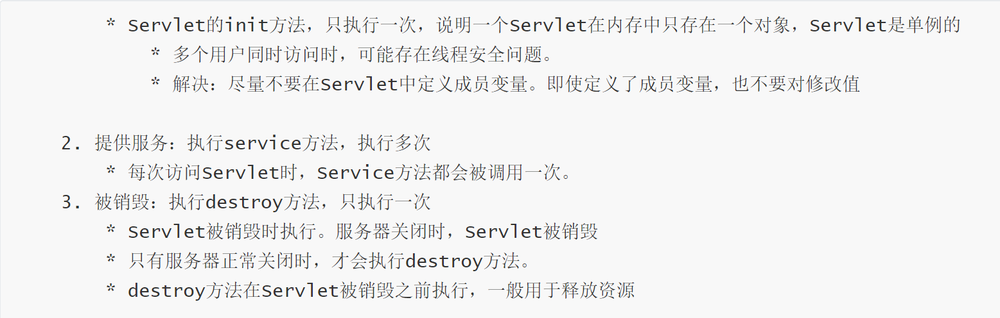 * Servlet的init方法，只执行一次，说明一个Servlet在内存中只存在一个对象，Servlet是单例的
* 多个用户同时访问时，可能存在线程安全问题。
* 解决：尽量不要在Servlet中定义成员变量。即使定义了成员变量，也不要对修改值
2. 提供服务：执行service方法，执行多次
* 每次访问Servlet时，Service方法都会被调用一次。
3. 被销毁：执行destroy方法，只执行一次
* Servlet被销毁时执行。服务器关闭时，Servlet被销毁
* 只有服务器正常关闭时，才会执行destroy方法。
* destroy方法在Servlet被销毁之前执行，一般用于释放资源